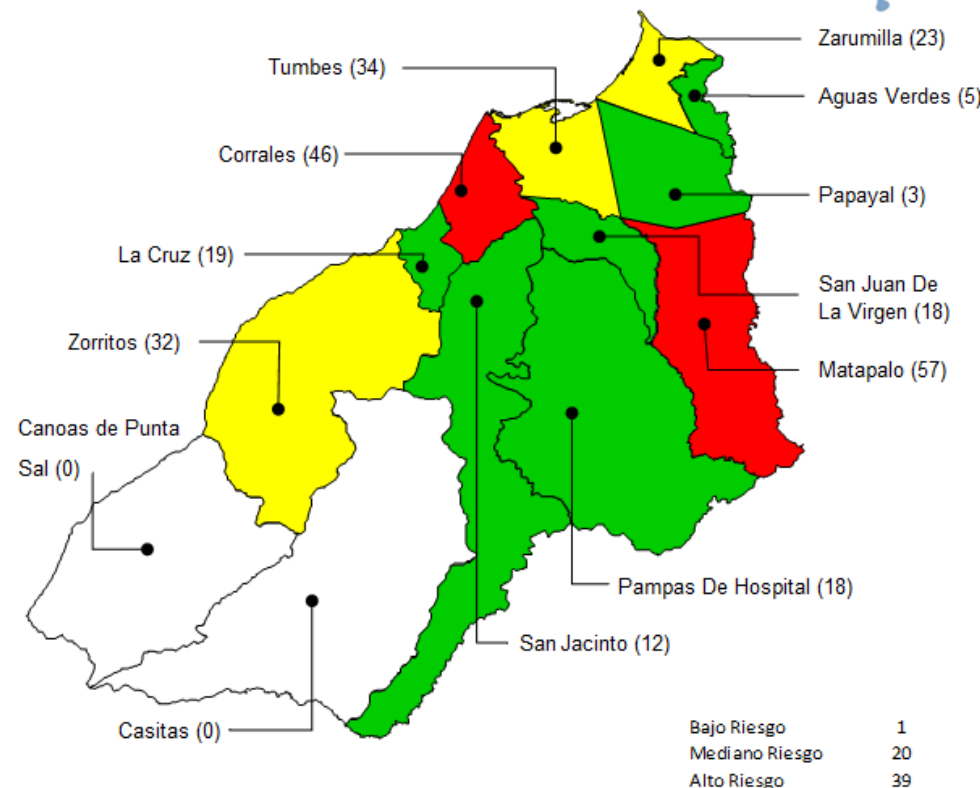 Zarumilla (23)
Tumbes (34)
Aguas Verdes (5)
Corrales (46)
Papayal (3)
La Cruz (19)
San Juan De
La Virgen (18)
Zorritos (32)
Matapalo (57)
Canoas de Punta
Sal (0)
Pampas De Hospital (18)
San Jacinto (12)
Casitas (0)
Bajo Riesgo 1
Mediano Riesgo 20
Alto Riesgo 39